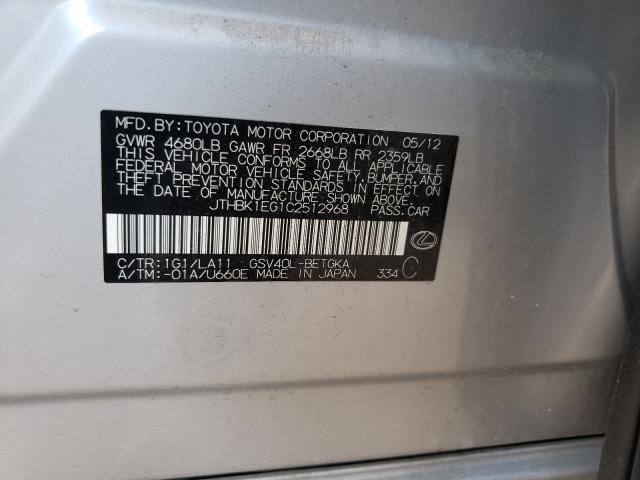 MFD. BY: TOYOTA MOTOR CORPORATION 05/12
GVWR 4680LB GAWR FR 2668LB RR 2359LB
THIS VEHICLE CONFORMS TO ALL APPLICABLE
FEDERAL MOTOR VEHICLE SAFETY, BUMPER, AND
THEFT PREVENTION STANDARDS IN EFFECT ON
THE DATE OF MANUFACTURE SHOWN ABOVE.
JTHBK1EG1C2512968 PASS.CAR
C/TR: 1G1/LA11 GSV40L-BETGKA
A/TM: -01A/U660E MADE IN JAPAN 334 C